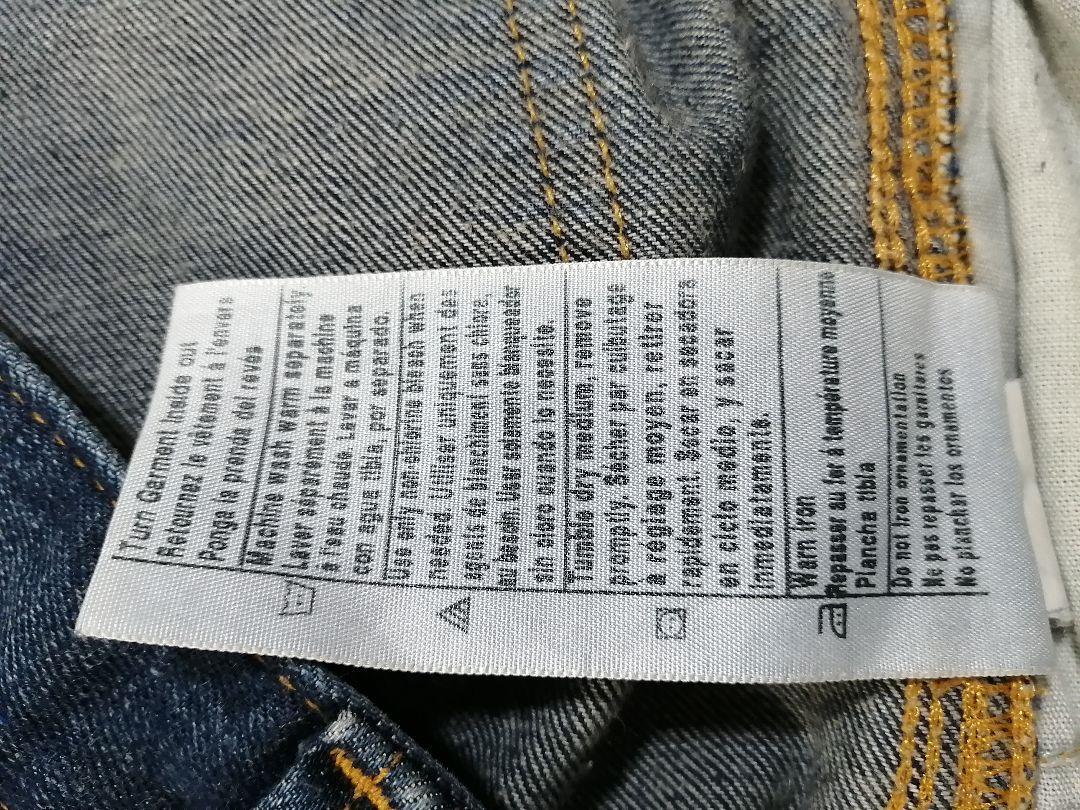 Turn Garment Inside out
Retournez le vêtement à l'envers
Ponga la prenda del revés
Machine wash warm separately
Laver separément à la machine
à l'eau chaude. Lavar a máquina
con agua tibia, por separado.
Use only non-chlorine bleach when
needed. Utiliser uniquement des
agents de blanchiment sans chlore,
au besoin. Usar solamente blanqueador
sin cloro cuando lo necesite.
Tumble dry medium, remove
promptly. Sécher par culbutage
à réglage moyen, retirer
rapidement. Secar en secadora
en ciclo medio, y secar
inmediatamente.
Warn Iron
Repasser au fer à température moyenne
Plancha tibia
Do not Iron ornamentation
Ne pas repasser les garnitures
No planchar los ornamentos